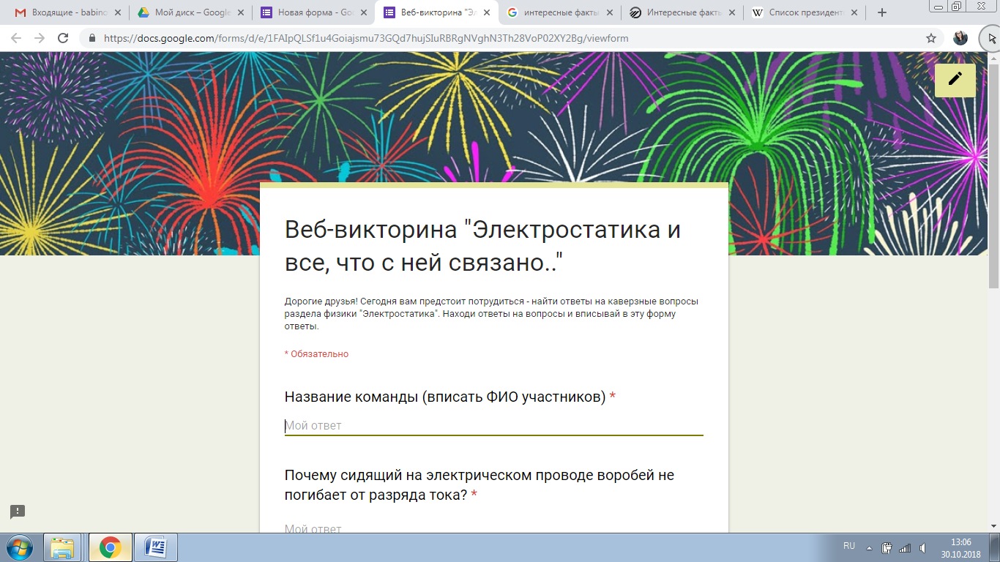 Входящие - babino
Мой диск – Google
Новая форма - Goo
Веб-викторина "Эл
интересные факты
Интересные факты
Список президент
https://docs.google.com/forms/d/e/1FAIpQLSf1u4Goiajsmu73GQd7hujSIuRBRgNVghN3Th28VoP02XY2Bg/viewform
Веб-викторина "Электростатика и
все, что с ней связано.."
Дорогие друзья! Сегодня вам предстоит потрудиться - найти ответы на каверзные вопросы
раздела физики "Электростатика". Находи ответы на вопросы и вписывай в эту форму
ответы.
* Обязательно
Название команды (вписать ФИО участников) *
Мой ответ
Почему сидящий на электрическом проводе воробей не
погибает от разряда тока? *
Мой ответ
RU
13:06
30.10.2018